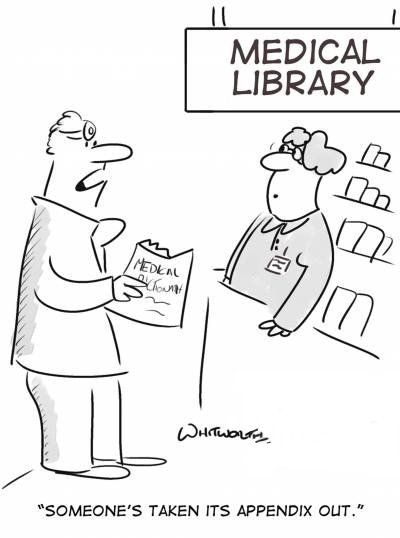 MEDICAL
LIBRARY
MEDICAL
WHITWORTH
"SOMEONE'S TAKEN ITS APPENDIX OUT."